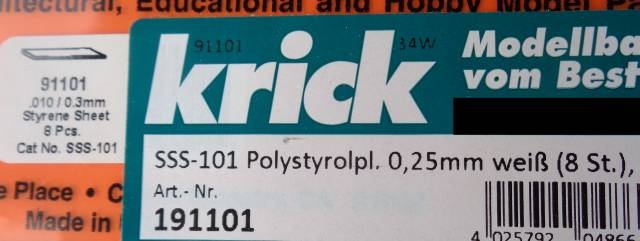 Architectural, Educational and Hobby Model Pa
91101
.010 / 0.3mm
Styrene Sheet
8 Pcs.
Cat No. SSS-101
91101 34W
krick
Modellba
vom Best
SSS-101 Polystyrolpl. 0,25mm weiß (8 St.),
Art.- Nr.
191101
4 025792 04866
e Place • C
Made in